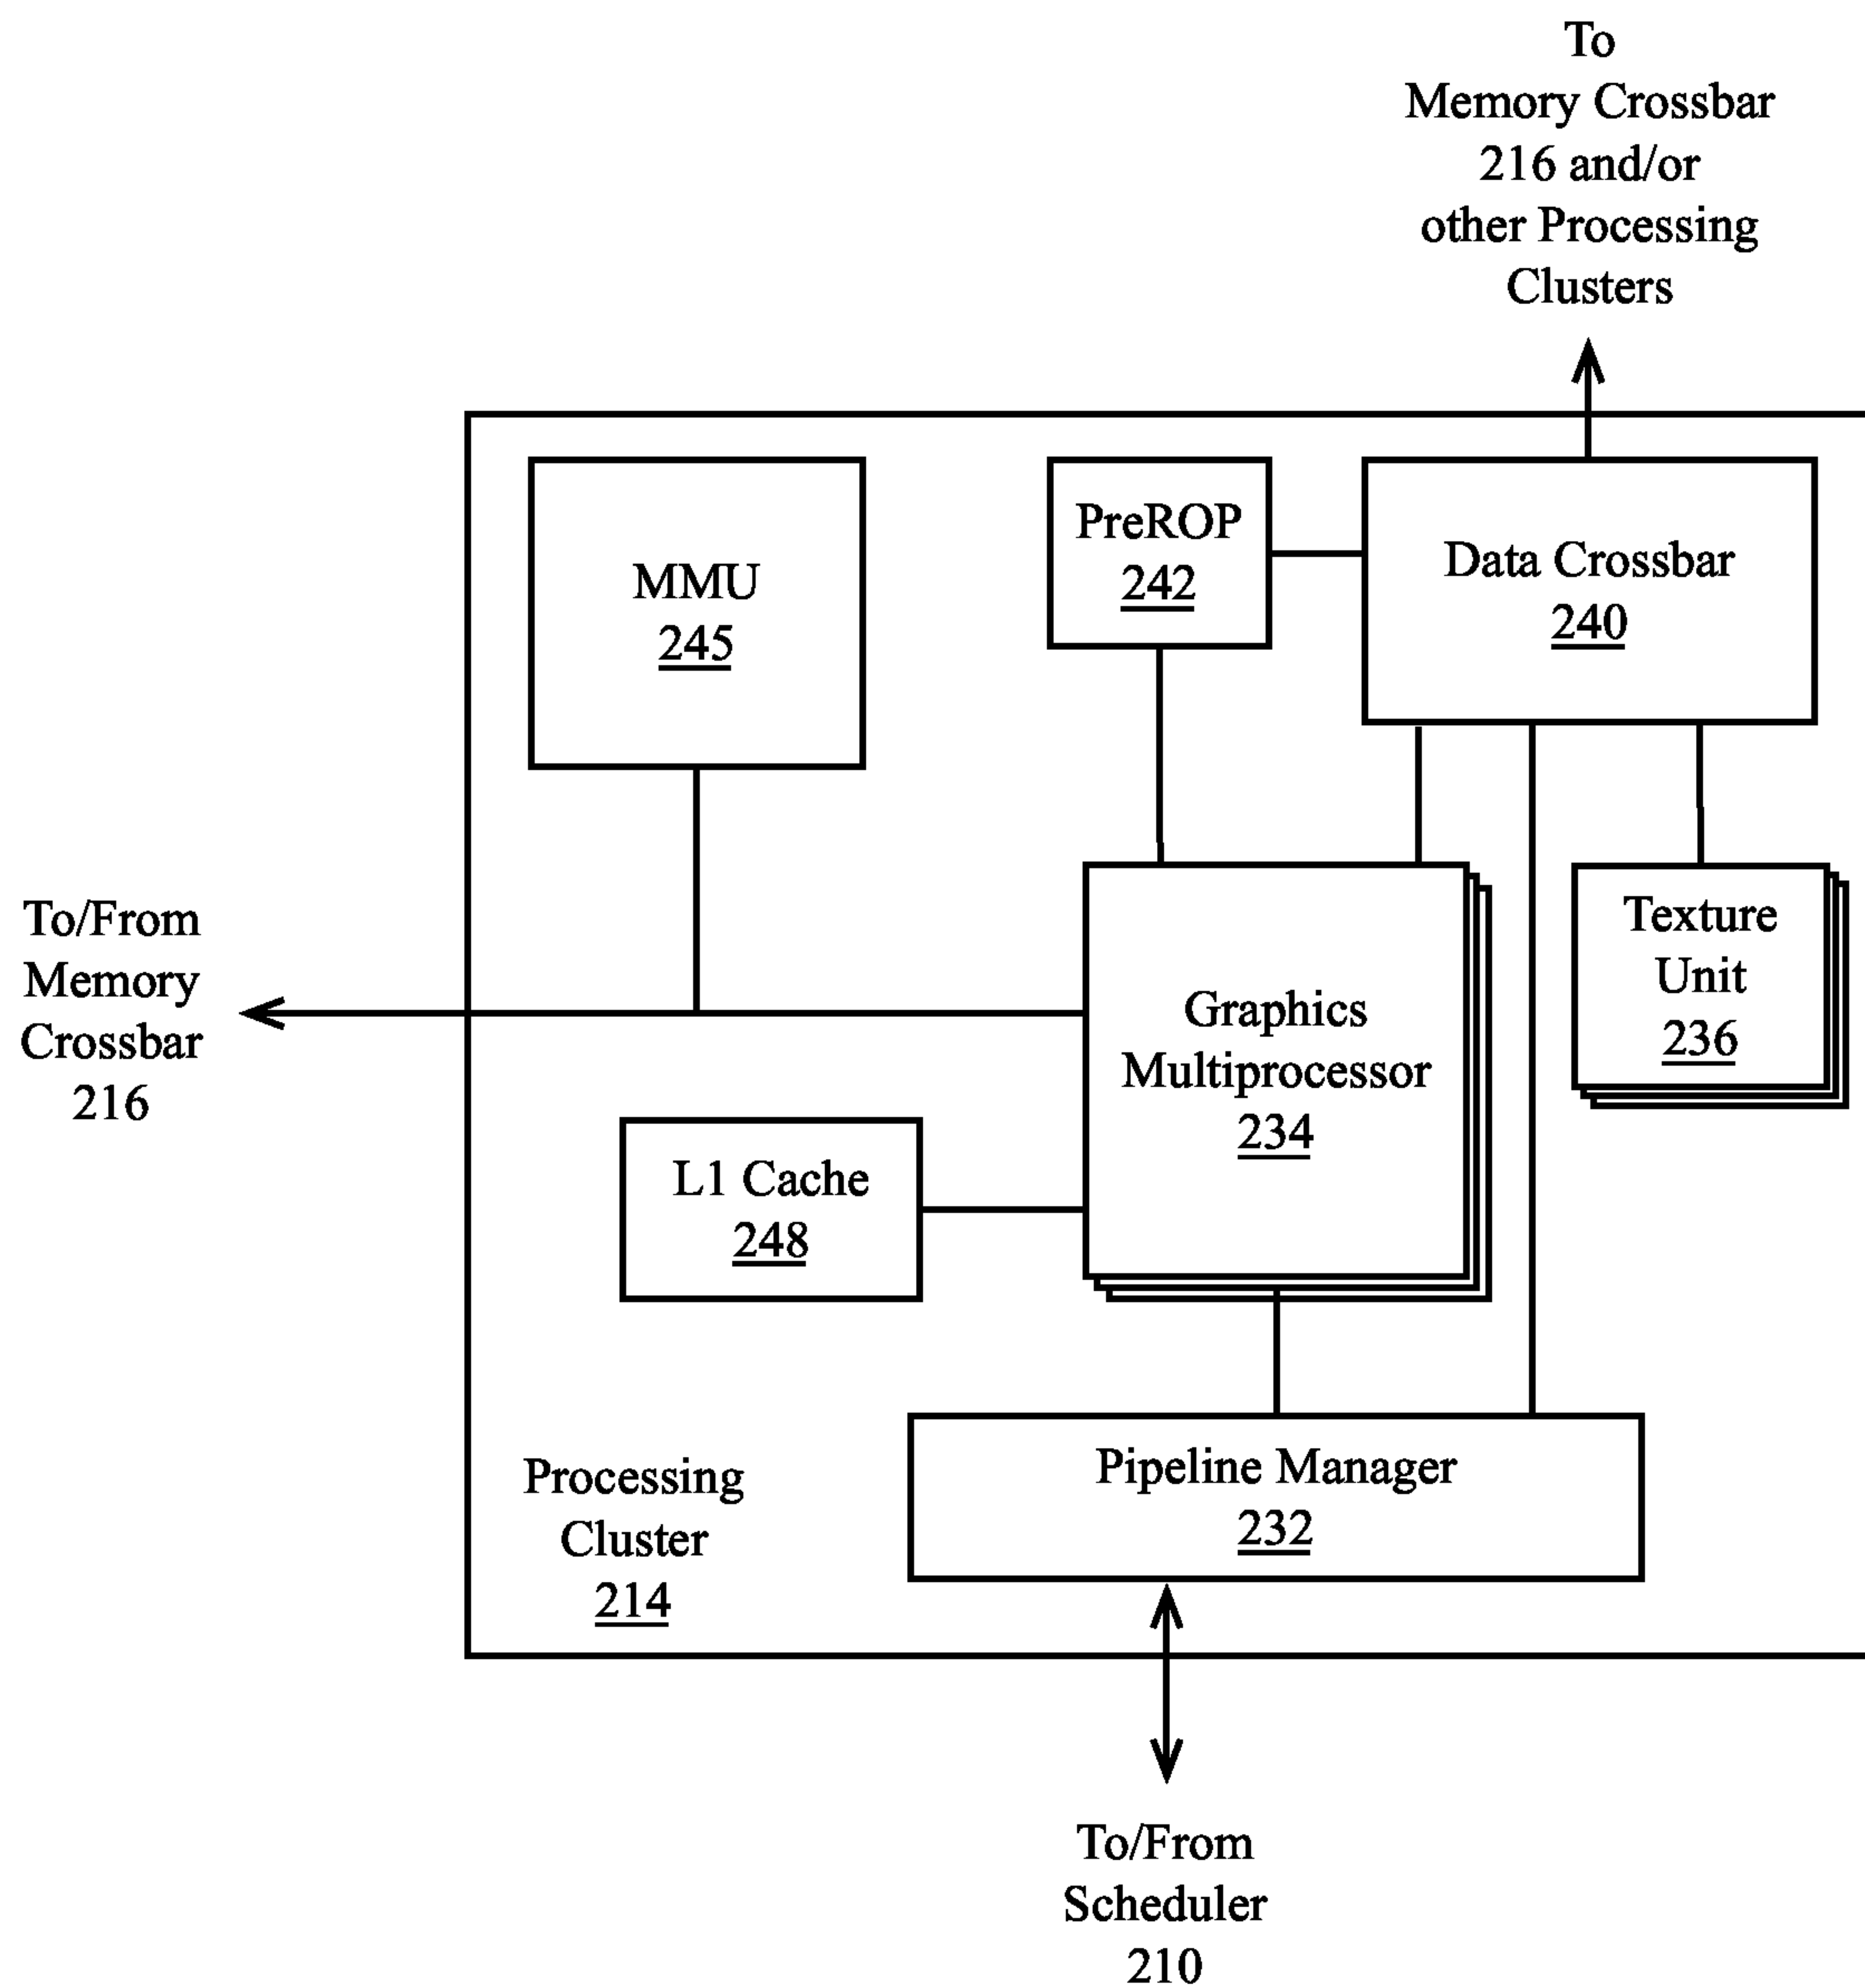 To
Memory Crossbar
216 and/or
other Processing
Clusters
MMU
245
PreROP
242
Data Crossbar
240
To/From
Memory
Crossbar
216
Graphics
Multiprocessor
234
Texture
Unit
236
L1 Cache
248
Processing
Cluster
214
Pipeline Manager
232
To/From
Scheduler
210